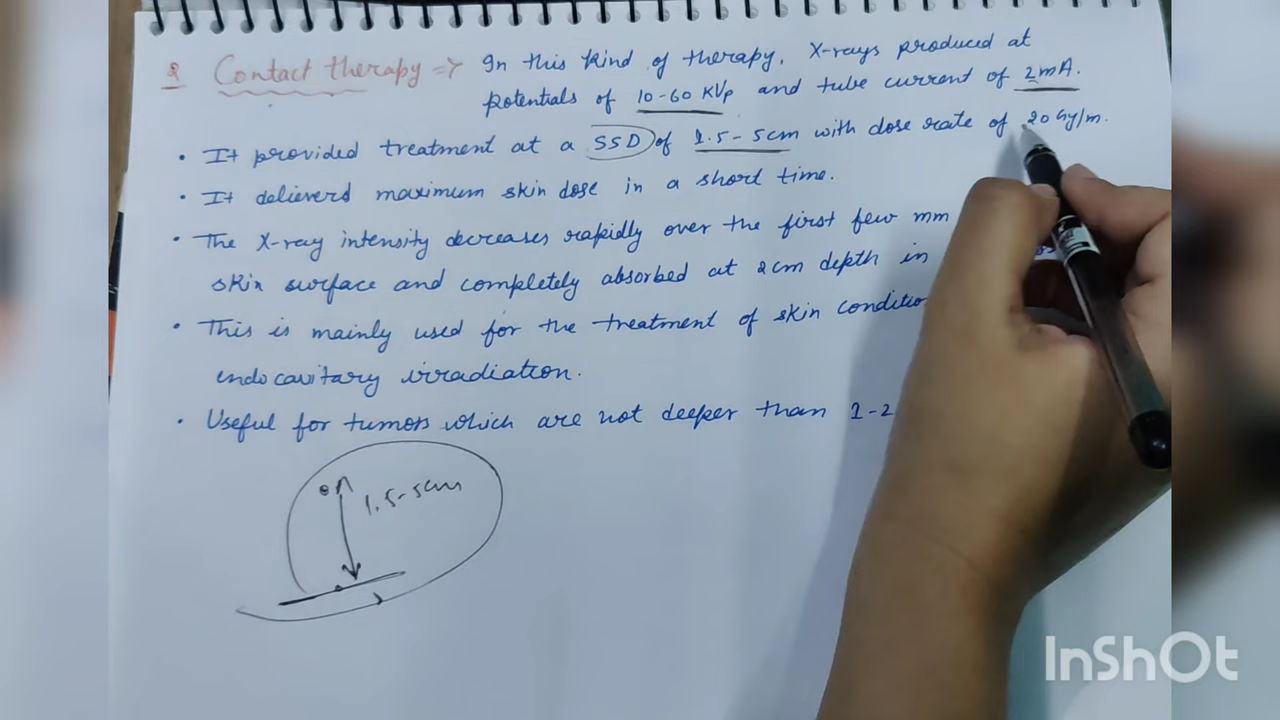 2 Contact therapy => In this kind of therapy, X-rays produced at
potentials of 10-60 KVp and tube current of 2mA.
• It provided treatment at a SSD of 1.5-5cm with dose rate of 20 Gy/m.
• It delievers maximum skin dose in a short time.
• The X-ray intensity decreases rapidly over the first few mm
skin surface and completely absorbed at 2cm depth in
• This is mainly used for the treatment of skin conditio
endocavitary irradiation.
• Useful for tumors which are not deeper than 1-2
1.5-5cm
InShOt